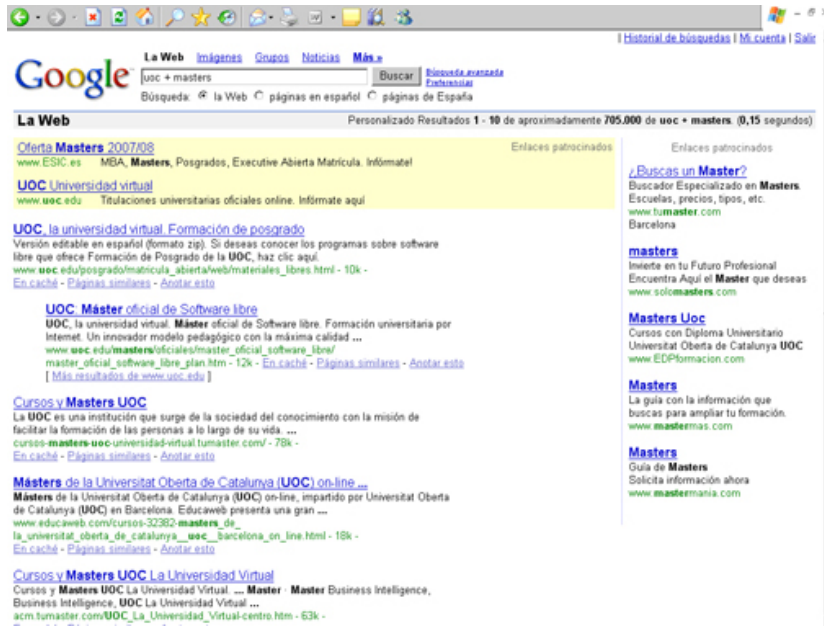 Historial de búsquedas | Mi cuenta | Salir
Google
La Web Imágenes Grupos Noticias Más »
uoc + masters Buscar Búsqueda avanzada
Preferencias
Búsqueda: la Web páginas en español páginas de España
La Web Personalizado Resultados 1 - 10 de aproximadamente 705.000 de uoc + masters. (0,15 segundos)
Oferta Masters 2007/08 Enlaces patrocinados
www.ESIC.es MBA, Masters, Posgrados, Executive Abierta Matrícula. Infórmate!
UOC Universidad virtual
www.uoc.edu Titulaciones universitarias oficiales online. Infórmate aquí
UOC, la universidad virtual. Formación de posgrado
Versión editable en español (formato zip). Si deseas conocer los programas sobre software
libre que ofrece Formación de Posgrado de la UOC, haz clic aquí.
www.uoc.edu/posgrado/matricula_abierta/web/materiales_libres.html - 10k -
En caché - Páginas similares - Anotar esto
UOC: Máster oficial de Software libre
UOC, la universidad virtual. Máster oficial de Software libre. Formación universitaria por
Internet. Un innovador modelo pedagógico con la máxima calidad ...
www.uoc.edu/masters/oficiales/master_oficial_software_libre/
master_oficial_software_libre_plan.htm - 12k - En caché - Páginas similares - Anotar esto
[ Más resultados de www.uoc.edu ]
Cursos y Masters UOC
La UOC es una institución que surge de la sociedad del conocimiento con la misión de
facilitar la formación de las personas a lo largo de su vida. ...
cursos-masters-uoc-universidad-virtual.tumaster.com/ - 78k -
En caché - Páginas similares - Anotar esto
Másters de la Universitat Oberta de Catalunya (UOC) on-line ...
Másters de la Universitat Oberta de Catalunya (UOC) on-line, impartido por Universitat Oberta
de Catalunya (UOC) en Barcelona. Educaweb presenta una gran ...
www.educaweb.com/cursos-32382-masters_de_
la_universitat_oberta_de_catalunya__uoc__barcelona_on_line.html - 18k -
En caché - Páginas similares - Anotar esto
Cursos y Masters UOC La Universidad Virtual
Cursos y Masters UOC La Universidad Virtual. ... Master · Master Business Intelligence,
Business Intelligence, UOC La Universidad Virtual ...
acm.tumaster.com/UOC_La_Universidad_Virtual-centro.htm - 63k -
Enlaces patrocinados
¿Buscas un Master?
Buscador Especializado en Masters.
Escuelas, precios, tipos, etc.
www.tumaster.com
Barcelona
masters
Invierte en tu Futuro Profesional
Encuentra Aquí el Master que deseas
www.solomasters.com
Masters Uoc
Cursos con Diploma Universitario
Universitat Oberta de Catalunya UOC
www.EDPformacion.com
Masters
La guía con la información que
buscas para ampliar tu formación.
www.mastermas.com
Masters
Guía de Masters
Solicita información ahora
www.mastermania.com